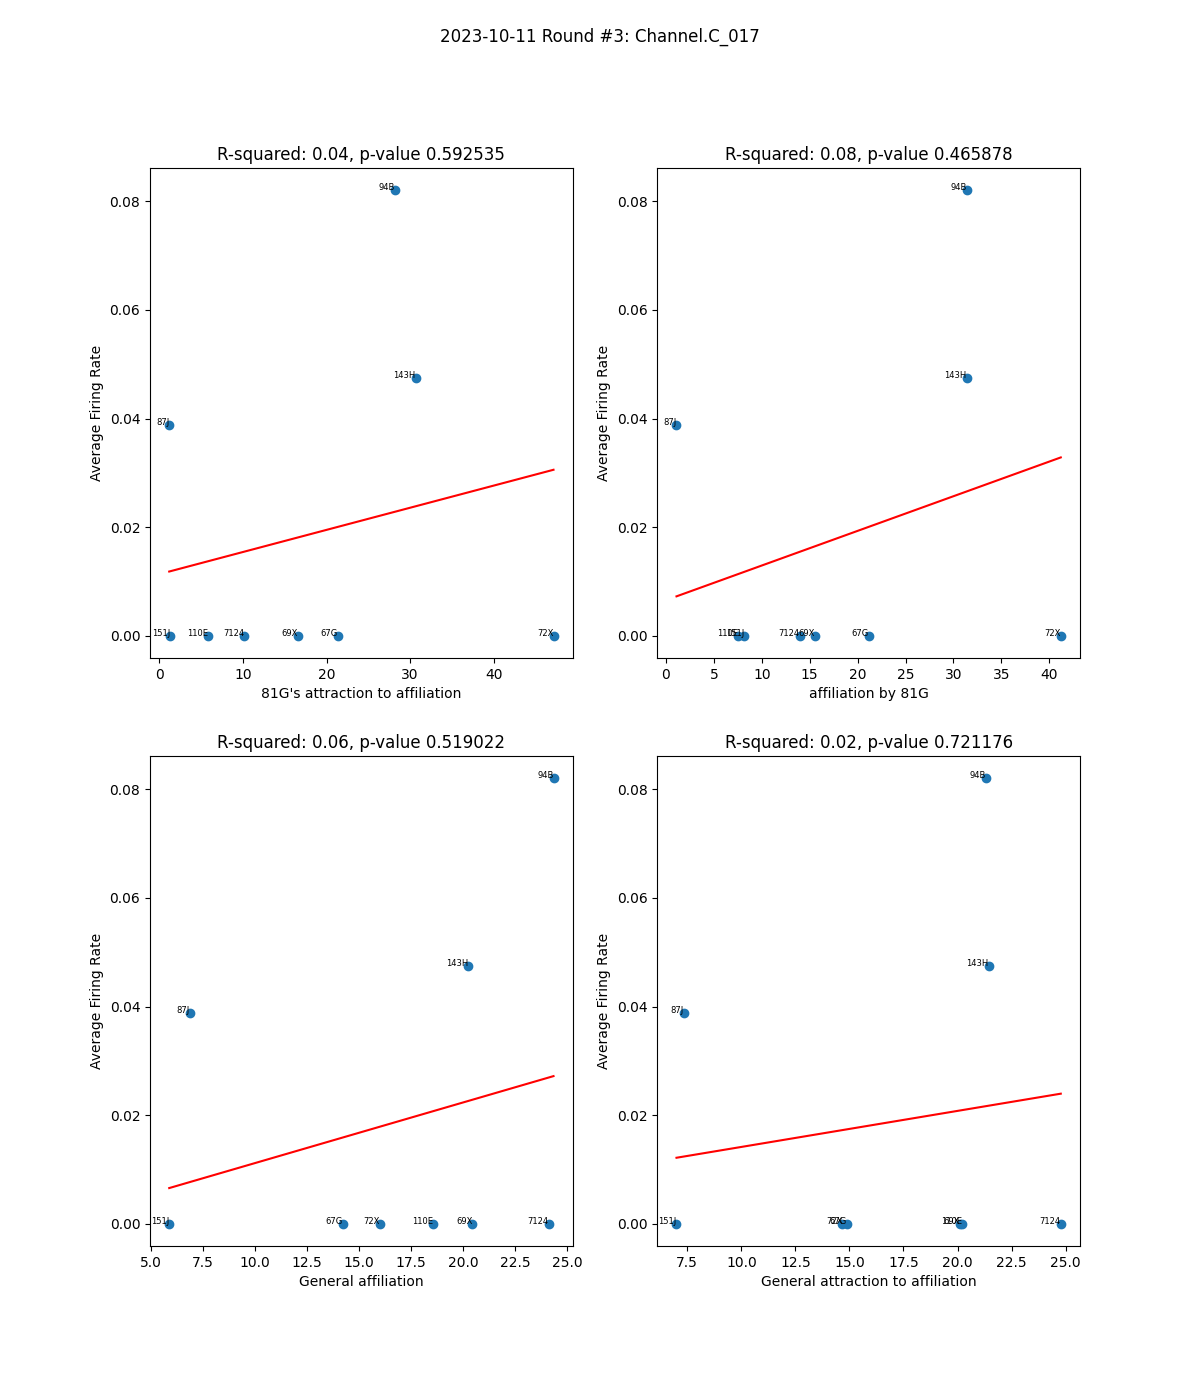 2023-10-11 Round #3: Channel.C_017
R-squared: 0.04, p-value 0.592535
Average Firing Rate
0.08
0.06
0.04
0.02
0.00
94B
143H
87J
151J 110E 7124 69X 67G 72X
0 10 20 30 40
81G's attraction to affiliation
R-squared: 0.08, p-value 0.465878
Average Firing Rate
0.08
0.06
0.04
0.02
0.00
94B
143H
87J
110E 151J 7124 69X 67G 72X
0 5 10 15 20 25 30 35 40
affiliation by 81G
R-squared: 0.06, p-value 0.519022
Average Firing Rate
0.08
0.06
0.04
0.02
0.00
94B
143H
87J
151J 67G 72X 110E 69X 7124
5.0 7.5 10.0 12.5 15.0 17.5 20.0 22.5 25.0
General affiliation
R-squared: 0.02, p-value 0.721176
Average Firing Rate
0.08
0.06
0.04
0.02
0.00
94B
143H
87J
151J 7124
7.5 10.0 12.5 15.0 17.5 20.0 22.5 25.0
General attraction to affiliation